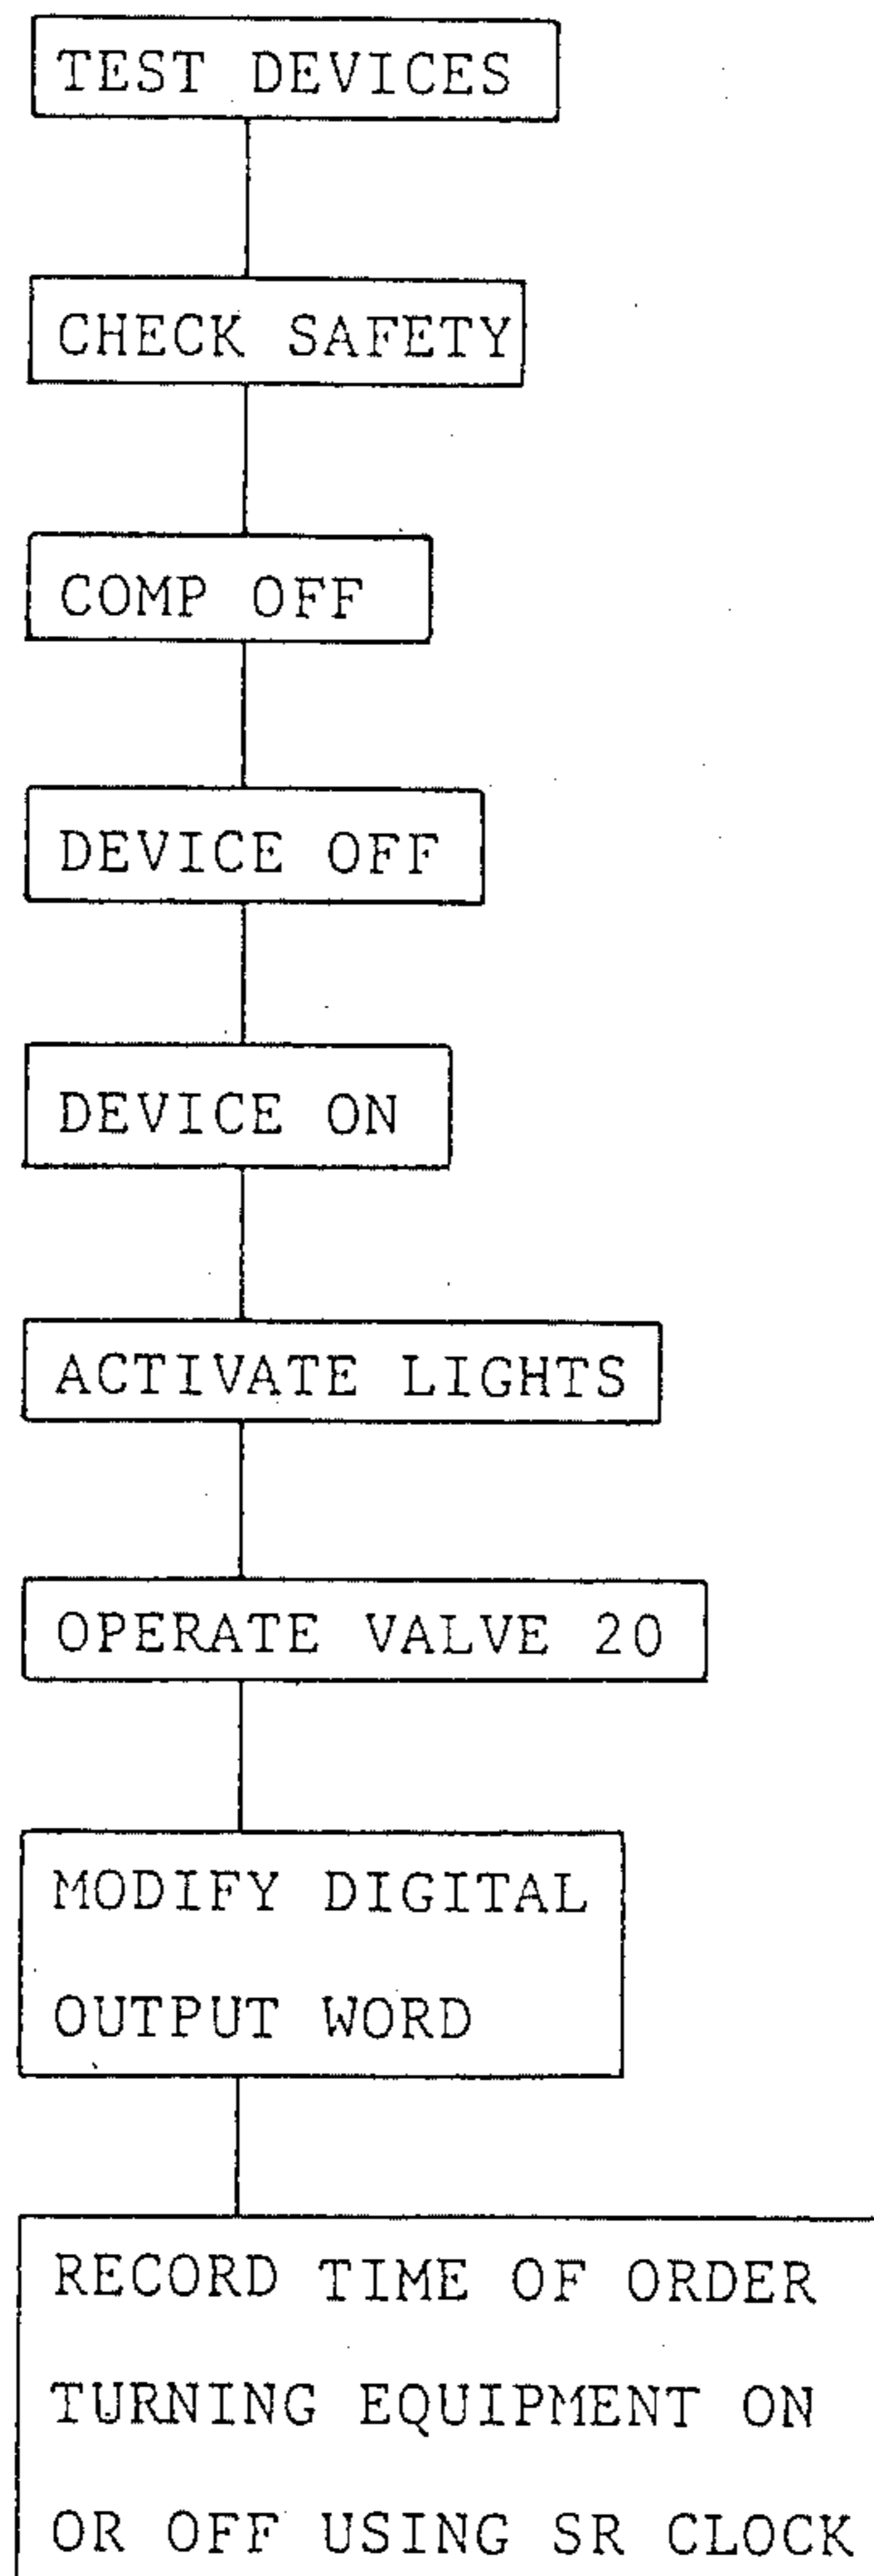 TEST DEVICES
CHECK SAFETY
COMP OFF
DEVICE OFF
DEVICE ON
ACTIVATE LIGHTS
OPERATE VALVE 20
MODIFY DIGITAL
OUTPUT WORD
RECORD TIME OF ORDER
TURNING EQUIPMENT ON
OR OFF USING SR CLOCK